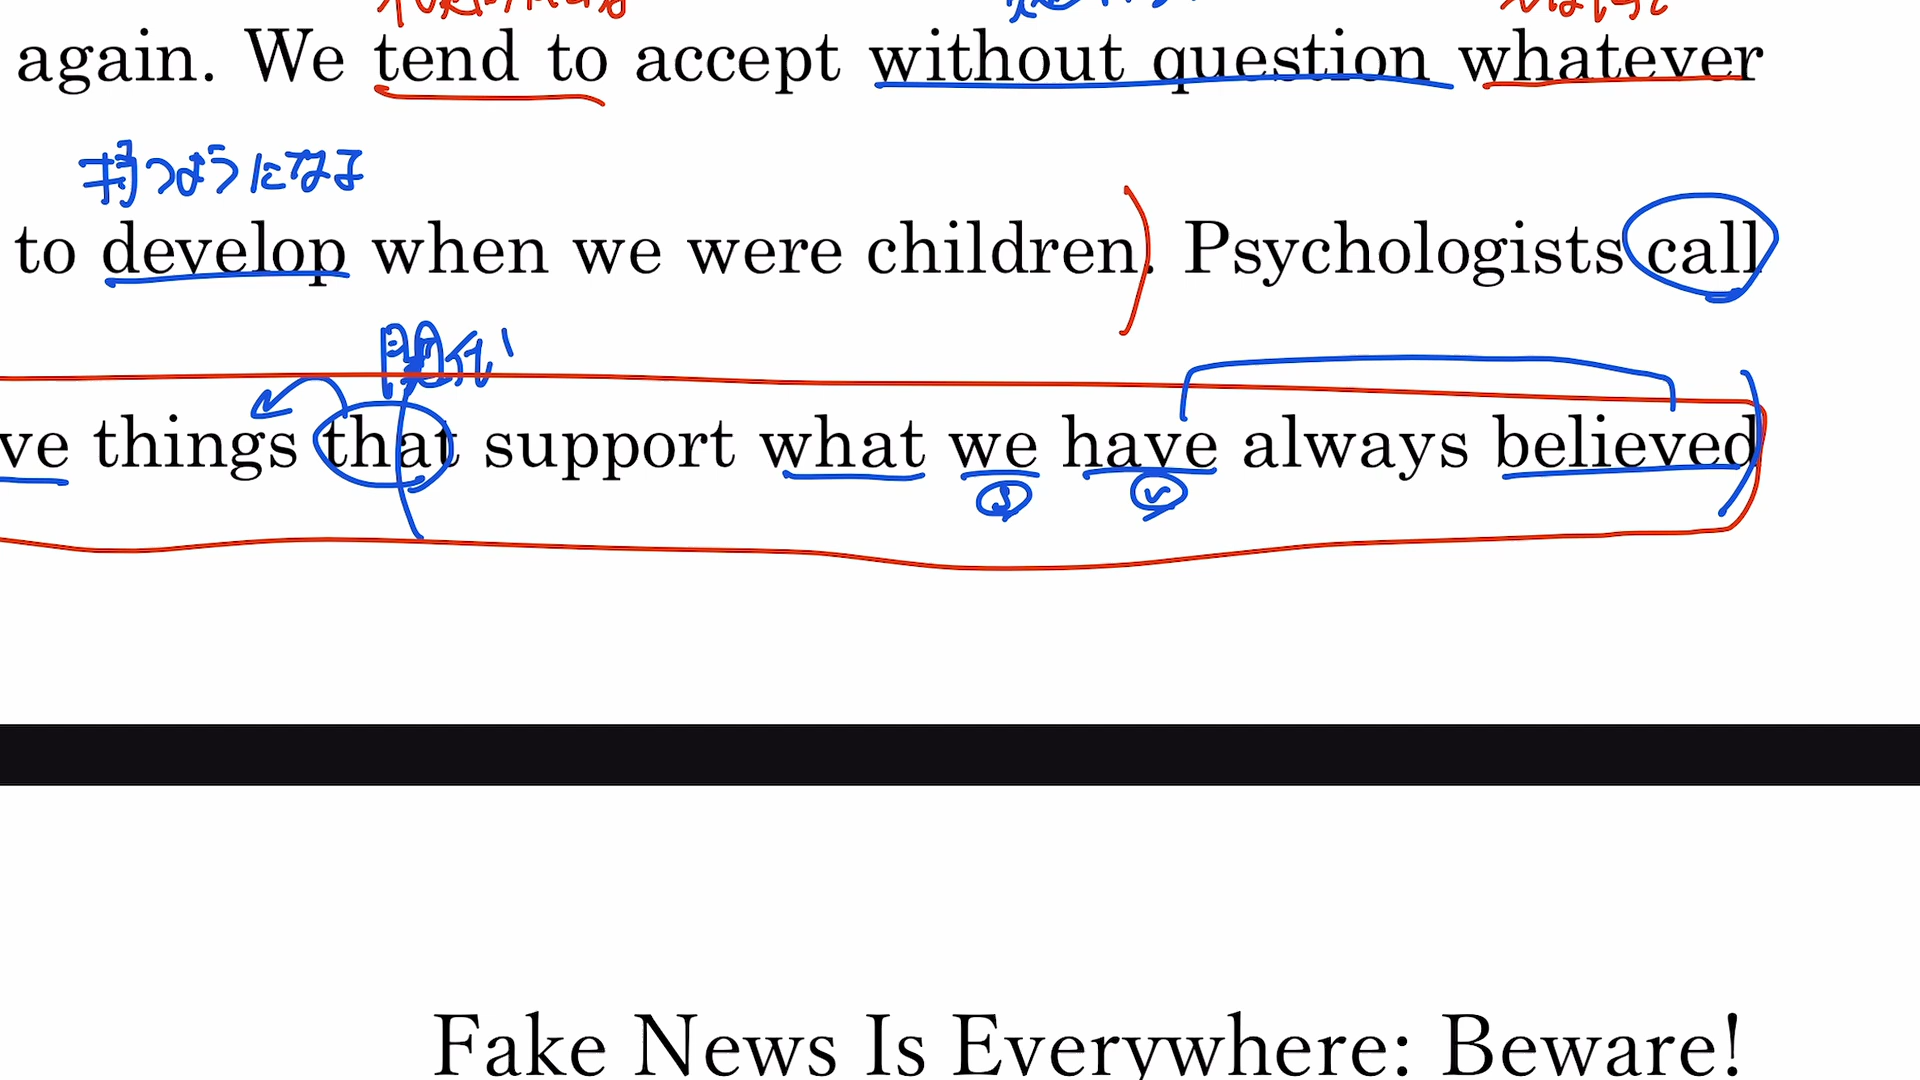 again. We tend to accept without question whatever
持つようになる
to develop when we were children. Psychologists call
関代
ve things that support what we have always believed
S V
Fake News Is Everywhere: Beware!